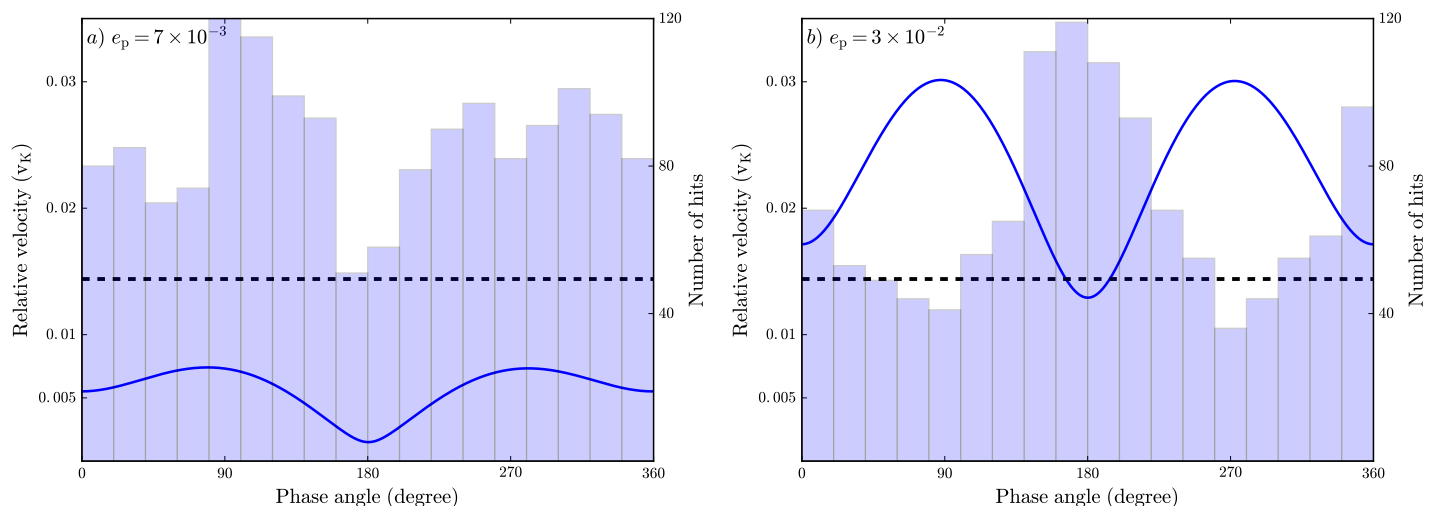 a) e_p = 7 × 10^−3
0.03
0.02
0.01
0.005
Relative velocity (v_K)
120
80
40
Number of hits
0 90 180 270 360
Phase angle (degree)
b) e_p = 3 × 10^−2
0.03
0.02
0.01
0.005
Relative velocity (v_K)
120
80
40
Number of hits
0 90 180 270 360
Phase angle (degree)